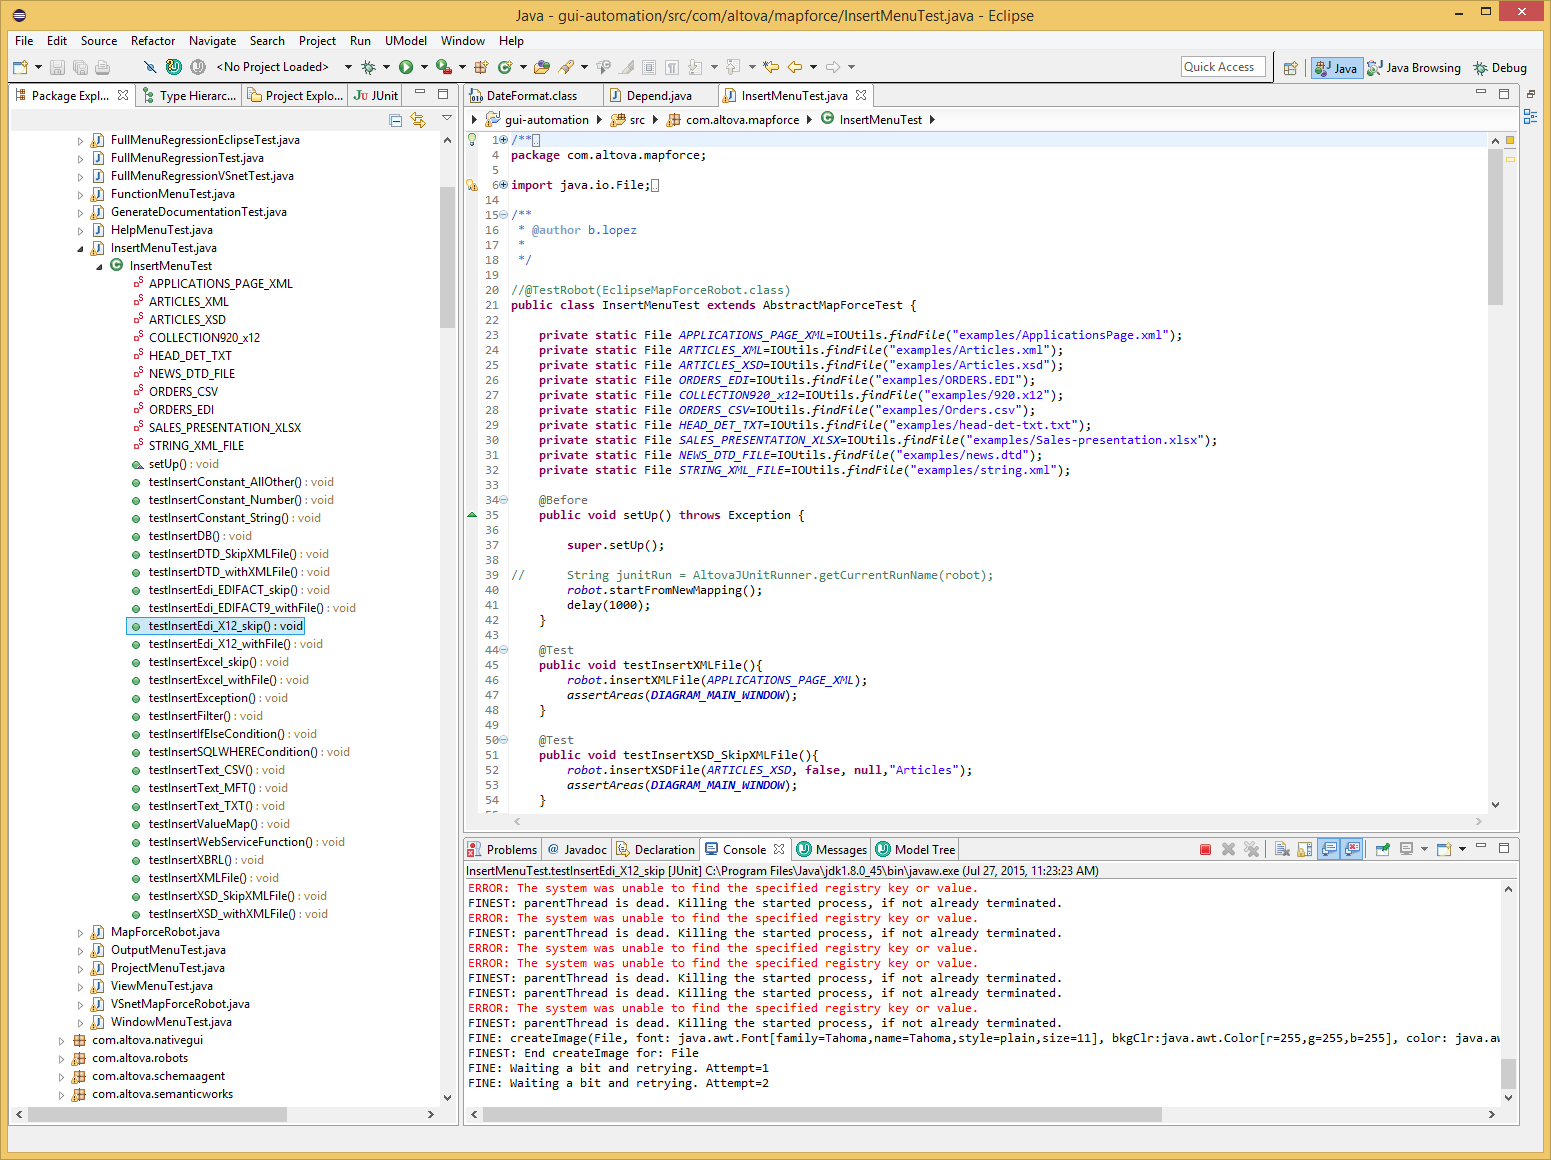 Java - gui-automation/src/com/altova/mapforce/InsertMenuTest.java - Eclipse
File Edit Source Refactor Navigate Search Project Run UModel Window Help
<No Project Loaded>
Quick Access
Java
Java Browsing
Debug
Package Expl...
Type Hierarc...
Project Explo...
JUnit
FullMenuRegressionEclipseTest.java
FullMenuRegressionTest.java
FullMenuRegressionVSnetTest.java
FunctionMenuTest.java
GenerateDocumentationTest.java
HelpMenuTest.java
InsertMenuTest.java
InsertMenuTest
APPLICATIONS_PAGE_XML
ARTICLES_XML
ARTICLES_XSD
COLLECTION920_x12
HEAD_DET_TXT
NEWS_DTD_FILE
ORDERS_CSV
ORDERS_EDI
SALES_PRESENTATION_XLSX
STRING_XML_FILE
setUp() : void
testInsertConstant_AllOther() : void
testInsertConstant_Number() : void
testInsertConstant_String() : void
testInsertDB() : void
testInsertDTD_SkipXMLFile() : void
testInsertDTD_withXMLFile() : void
testInsertEdi_EDIFACT_skip() : void
testInsertEdi_EDIFACT9_withFile() : void
testInsertEdi_X12_skip() : void
testInsertEdi_X12_withFile() : void
testInsertExcel_skip() : void
testInsertExcel_withFile() : void
testInsertException() : void
testInsertFilter() : void
testInsertIfElseCondition() : void
testInsertSQLWHERECondition() : void
testInsertText_CSV() : void
testInsertText_MFT() : void
testInsertText_TXT() : void
testInsertValueMap() : void
testInsertWebServiceFunction() : void
testInsertXBRL() : void
testInsertXMLFile() : void
testInsertXSD_SkipXMLFile() : void
testInsertXSD_withXMLFile() : void
MapForceRobot.java
OutputMenuTest.java
ProjectMenuTest.java
ViewMenuTest.java
VSnetMapForceRobot.java
WindowMenuTest.java
com.altova.nativegui
com.altova.robots
com.altova.schemaagent
com.altova.semanticworks
DateFormat.class
Depend.java
InsertMenuTest.java
gui-automation
src
com.altova.mapforce
InsertMenuTest
1 /**
4 package com.altova.mapforce;
5
6 import java.io.File;
14
15 /**
16 * @author b.lopez
17 *
18 */
19
20 //@TestRobot(EclipseMapForceRobot.class)
21 public class InsertMenuTest extends AbstractMapForceTest {
22
23 private static File APPLICATIONS_PAGE_XML=IOUtils.findFile("examples/ApplicationsPage.xml");
24 private static File ARTICLES_XML=IOUtils.findFile("examples/Articles.xml");
25 private static File ARTICLES_XSD=IOUtils.findFile("examples/Articles.xsd");
26 private static File ORDERS_EDI=IOUtils.findFile("examples/ORDERS.EDI");
27 private static File COLLECTION920_x12=IOUtils.findFile("examples/920.x12");
28 private static File ORDERS_CSV=IOUtils.findFile("examples/Orders.csv");
29 private static File HEAD_DET_TXT=IOUtils.findFile("examples/head-det-txt.txt");
30 private static File SALES_PRESENTATION_XLSX=IOUtils.findFile("examples/Sales-presentation.xlsx");
31 private static File NEWS_DTD_FILE=IOUtils.findFile("examples/news.dtd");
32 private static File STRING_XML_FILE=IOUtils.findFile("examples/string.xml");
33
34 @Before
35 public void setUp() throws Exception {
36
37 super.setUp();
38
39 // String junitRun = AltovaJUnitRunner.getCurrentRunName(robot);
40 robot.startFromNewMapping();
41 delay(1000);
42 }
43
44 @Test
45 public void testInsertXMLFile(){
46 robot.insertXMLFile(APPLICATIONS_PAGE_XML);
47 assertAreas(DIAGRAM_MAIN_WINDOW);
48 }
49
50 @Test
51 public void testInsertXSD_SkipXMLFile(){
52 robot.insertXSDFile(ARTICLES_XSD, false, null,"Articles");
53 assertAreas(DIAGRAM_MAIN_WINDOW);
54 }
Problems
Javadoc
Declaration
Console
Messages
Model Tree
InsertMenuTest.testInsertEdi_X12_skip [JUnit] C:\Program Files\Java\jdk1.8.0_45\bin\javaw.exe (Jul 27, 2015, 11:23:23 AM)
ERROR: The system was unable to find the specified registry key or value.
FINEST: parentThread is dead. Killing the started process, if not already terminated.
ERROR: The system was unable to find the specified registry key or value.
FINEST: parentThread is dead. Killing the started process, if not already terminated.
ERROR: The system was unable to find the specified registry key or value.
ERROR: The system was unable to find the specified registry key or value.
FINEST: parentThread is dead. Killing the started process, if not already terminated.
FINEST: parentThread is dead. Killing the started process, if not already terminated.
ERROR: The system was unable to find the specified registry key or value.
FINEST: parentThread is dead. Killing the started process, if not already terminated.
FINE: createImage(File, font: java.awt.Font[family=Tahoma,name=Tahoma,style=plain,size=11], bkgClr:java.awt.Color[r=255,g=255,b=255], color: java.aw
FINEST: End createImage for: File
FINE: Waiting a bit and retrying. Attempt=1
FINE: Waiting a bit and retrying. Attempt=2